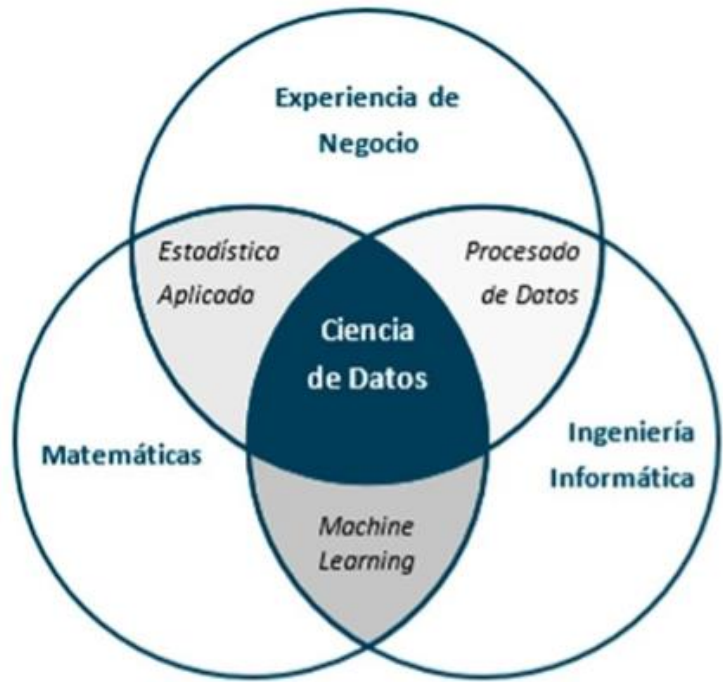 Experiencia de
Negocio
Estadística
Aplicada
Procesado
de Datos
Ciencia
de Datos
Matemáticas
Ingeniería
Informática
Machine
Learning